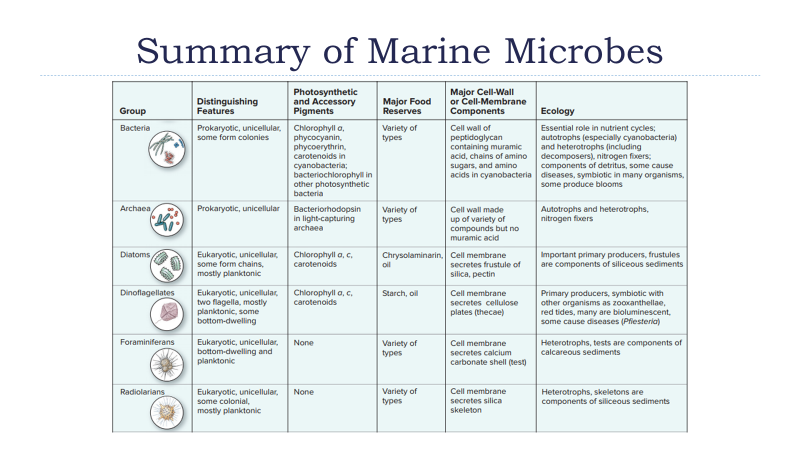 Summary of Marine Microbes
Group
Distinguishing
Features
Photosynthetic
and Accessory
Pigments
Major Food
Reserves
Major Cell-Wall
or Cell-Membrane
Components
Ecology
Bacteria
Prokaryotic, unicellular,
some form colonies
Chlorophyll a,
phycocyanin,
phycoerythrin,
carotenoids in
cyanobacteria;
bacteriochlorophyll in
other photosynthetic
bacteria
Variety of
types
Cell wall of
peptidoglycan
containing muramic
acid, chains of amino
sugars, and amino
acids in cyanobacteria
Essential role in nutrient cycles;
autotrophs (especially cyanobacteria)
and heterotrophs (including
decomposers), nitrogen fixers;
components of detritus, some cause
diseases, symbiotic in many organisms,
some produce blooms
Archaea
Prokaryotic, unicellular
Bacteriorhodopsin
in light-capturing
archaea
Variety of
types
Cell wall made
up of variety of
compounds but no
muramic acid
Autotrophs and heterotrophs,
nitrogen fixers
Diatoms
Eukaryotic, unicellular,
some form chains,
mostly planktonic
Chlorophyll a, c,
carotenoids
Chrysolaminarin,
oil
Cell membrane
secretes frustule of
silica, pectin
Important primary producers, frustules
are components of siliceous sediments
Dinoflagellates
Eukaryotic, unicellular,
two flagella, mostly
planktonic, some
bottom-dwelling
Chlorophyll a, c,
carotenoids
Starch, oil
Cell membrane
secretes cellulose
plates (thecae)
Primary producers, symbiotic with
other organisms as zooxanthellae,
red tides, many are bioluminescent,
some cause diseases (Pfiesteria)
Foraminiferans
Eukaryotic, unicellular,
bottom-dwelling and
planktonic
None
Variety of
types
Cell membrane
secretes calcium
carbonate shell (test)
Heterotrophs, tests are components of
calcareous sediments
Radiolarians
Eukaryotic, unicellular,
some colonial,
mostly planktonic
None
Variety of
types
Cell membrane
secretes silica
skeleton
Heterotrophs, skeletons are
components of siliceous sediments